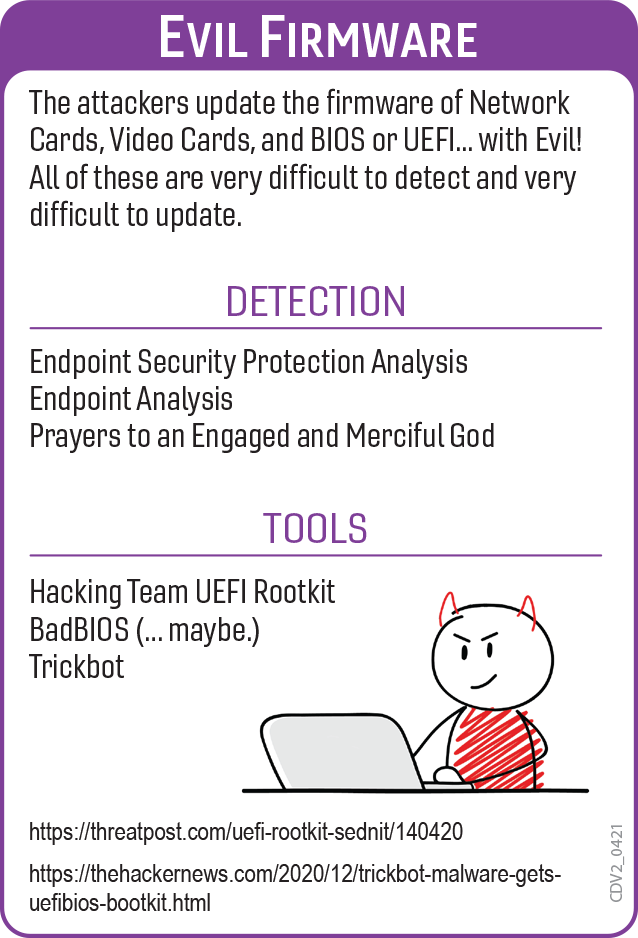 EVIL FIRMWARE
The attackers update the firmware of Network
Cards, Video Cards, and BIOS or UEFI... with Evil!
All of these are very difficult to detect and very
difficult to update.
DETECTION
Endpoint Security Protection Analysis
Endpoint Analysis
Prayers to an Engaged and Merciful God
TOOLS
Hacking Team UEFI Rootkit
BadBIOS (... maybe.)
Trickbot
https://threatpost.com/uefi-rootkit-sednit/140420
https://thehackernews.com/2020/12/trickbot-malware-gets-
uefibios-bootkit.html
CDV2_0421